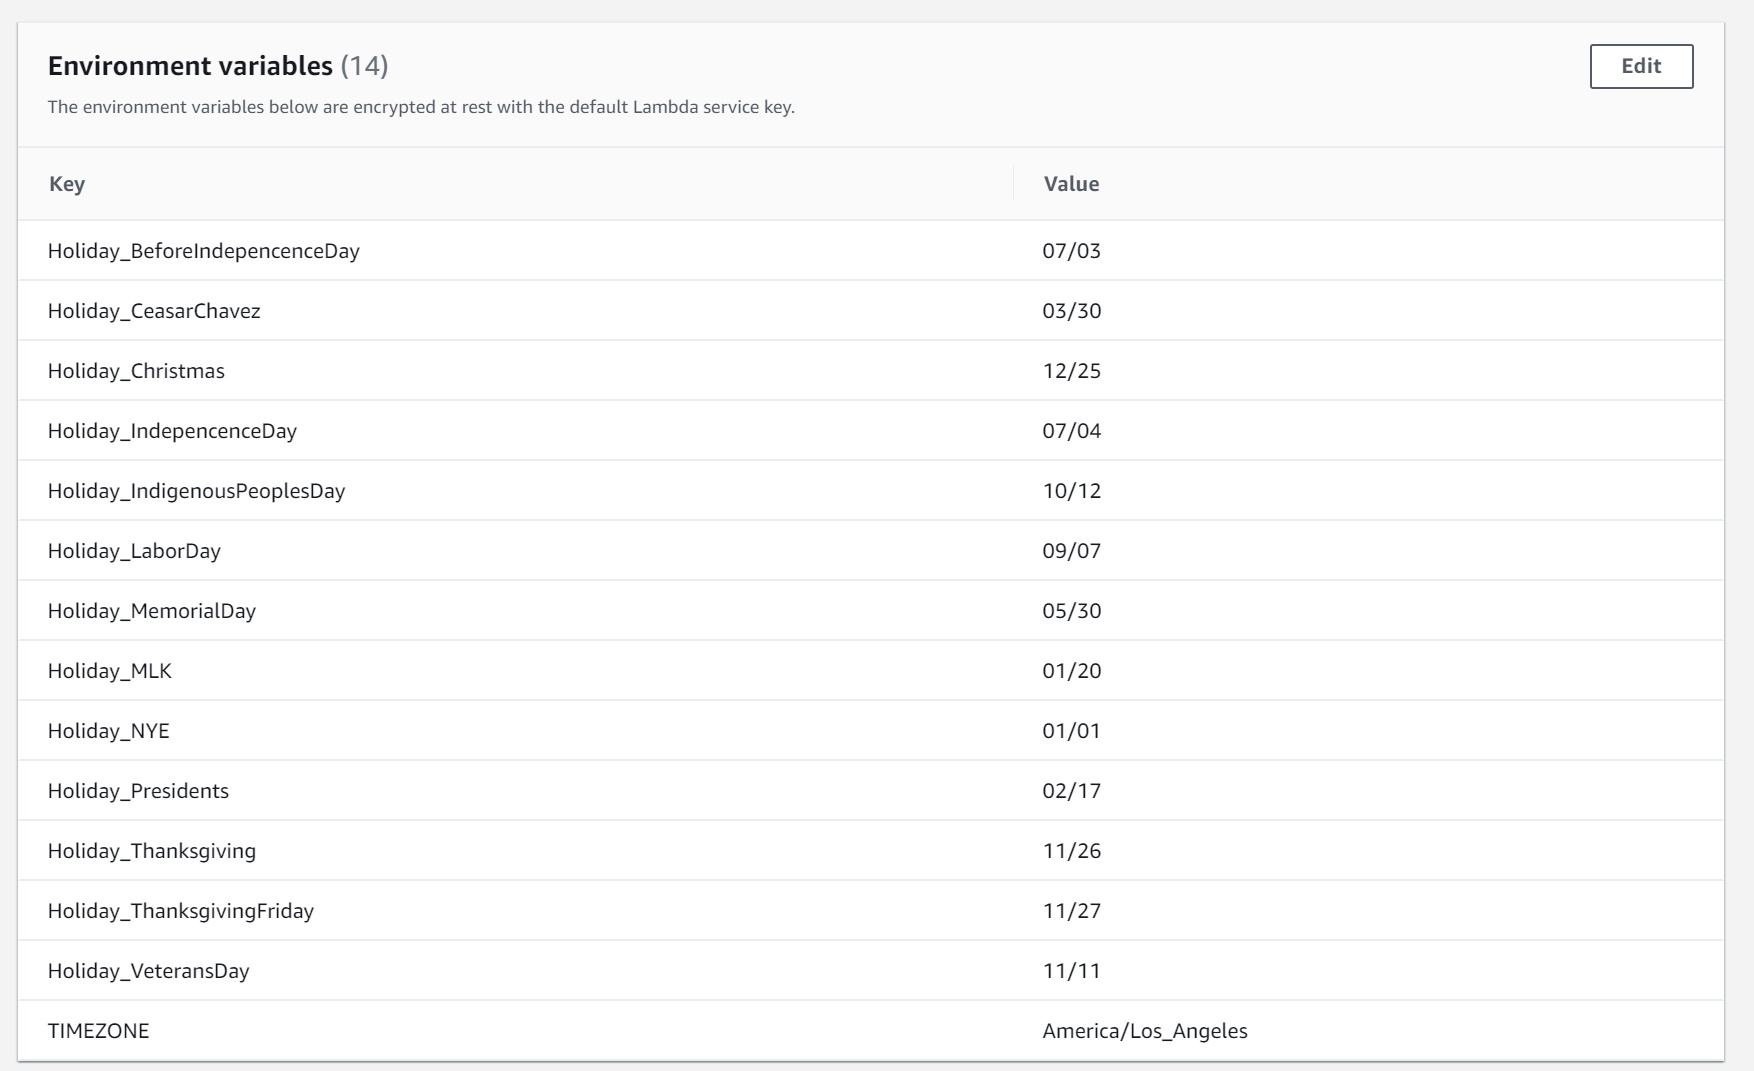 Environment variables (14)
Edit
The environment variables below are encrypted at rest with the default Lambda service key.
Key Value
Holiday_BeforeIndepencenceDay 07/03
Holiday_CeasarChavez 03/30
Holiday_Christmas 12/25
Holiday_IndepencenceDay 07/04
Holiday_IndigenousPeoplesDay 10/12
Holiday_LaborDay 09/07
Holiday_MemorialDay 05/30
Holiday_MLK 01/20
Holiday_NYE 01/01
Holiday_Presidents 02/17
Holiday_Thanksgiving 11/26
Holiday_ThanksgivingFriday 11/27
Holiday_VeteransDay 11/11
TIMEZONE America/Los_Angeles